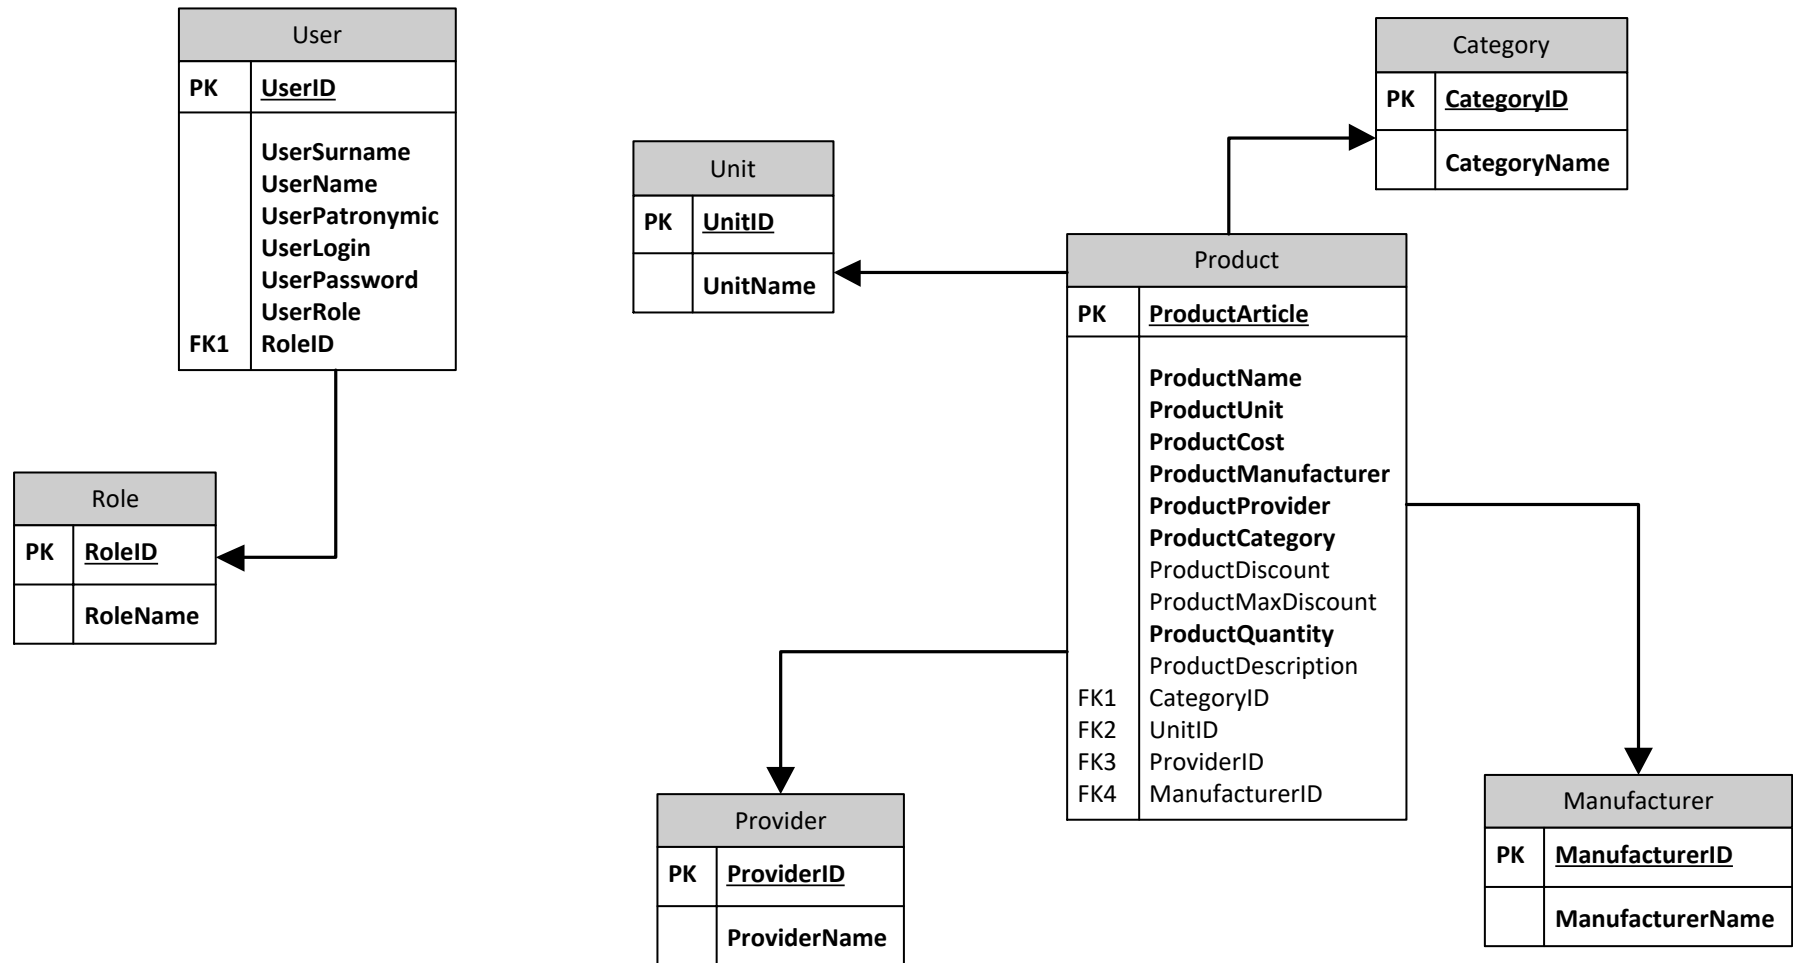 User
PK UserID
UserSurname
UserName
UserPatronymic
UserLogin
UserPassword
UserRole
FK1 RoleID
Role
PK RoleID
RoleName
Unit
PK UnitID
UnitName
Category
PK CategoryID
CategoryName
Product
PK ProductArticle
ProductName
ProductUnit
ProductCost
ProductManufacturer
ProductProvider
ProductCategory
ProductDiscount
ProductMaxDiscount
ProductQuantity
ProductDescription
FK1 CategoryID
FK2 UnitID
FK3 ProviderID
FK4 ManufacturerID
Provider
PK ProviderID
ProviderName
Manufacturer
PK ManufacturerID
ManufacturerName